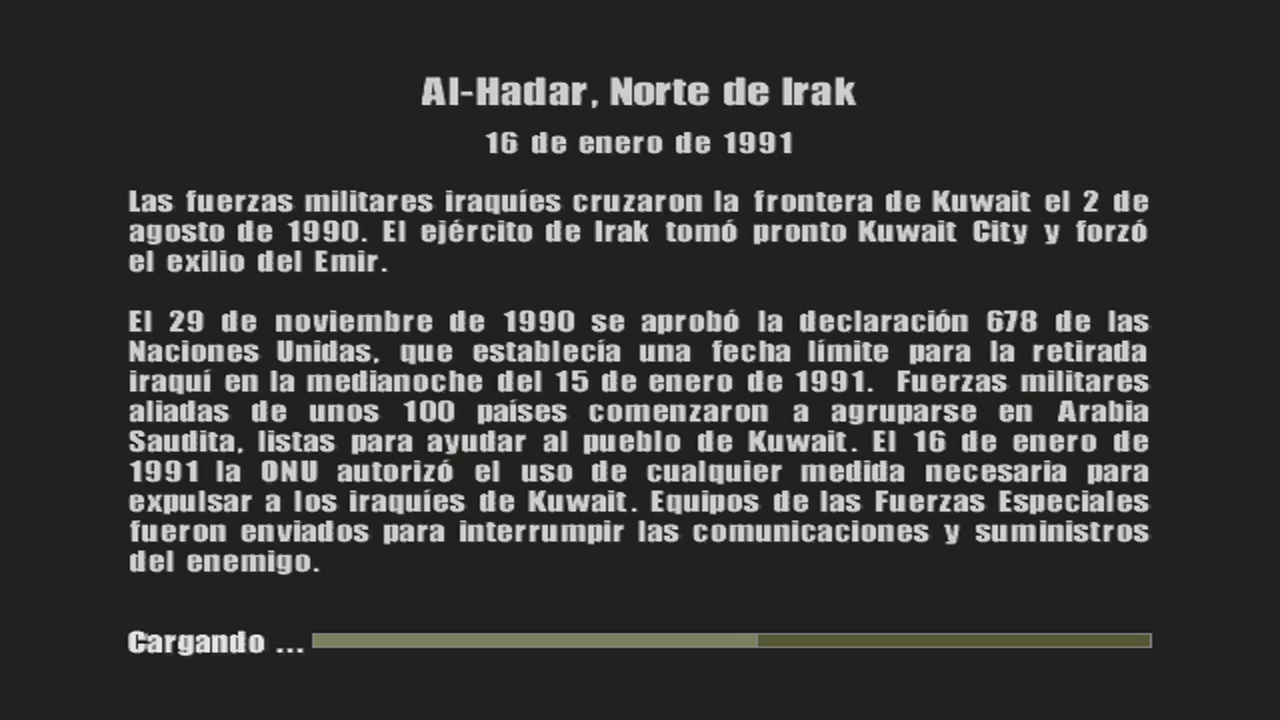 Al-Hadar, Norte de Irak
16 de enero de 1991
Las fuerzas militares iraquíes cruzaron la frontera de Kuwait el 2 de
agosto de 1990. El ejército de Irak tomó pronto Kuwait City y forzó
el exilio del Emir.
El 29 de noviembre de 1990 se aprobó la declaración 678 de las
Naciones Unidas, que establecía una fecha límite para la retirada
iraquí en la medianoche del 15 de enero de 1991. Fuerzas militares
aliadas de unos 100 países comenzaron a agruparse en Arabia
Saudita, listas para ayudar al pueblo de Kuwait. El 16 de enero de
1991 la ONU autorizó el uso de cualquier medida necesaria para
expulsar a los iraquíes de Kuwait. Equipos de las Fuerzas Especiales
fueron enviados para interrumpir las comunicaciones y suministros
del enemigo.
Cargando ...